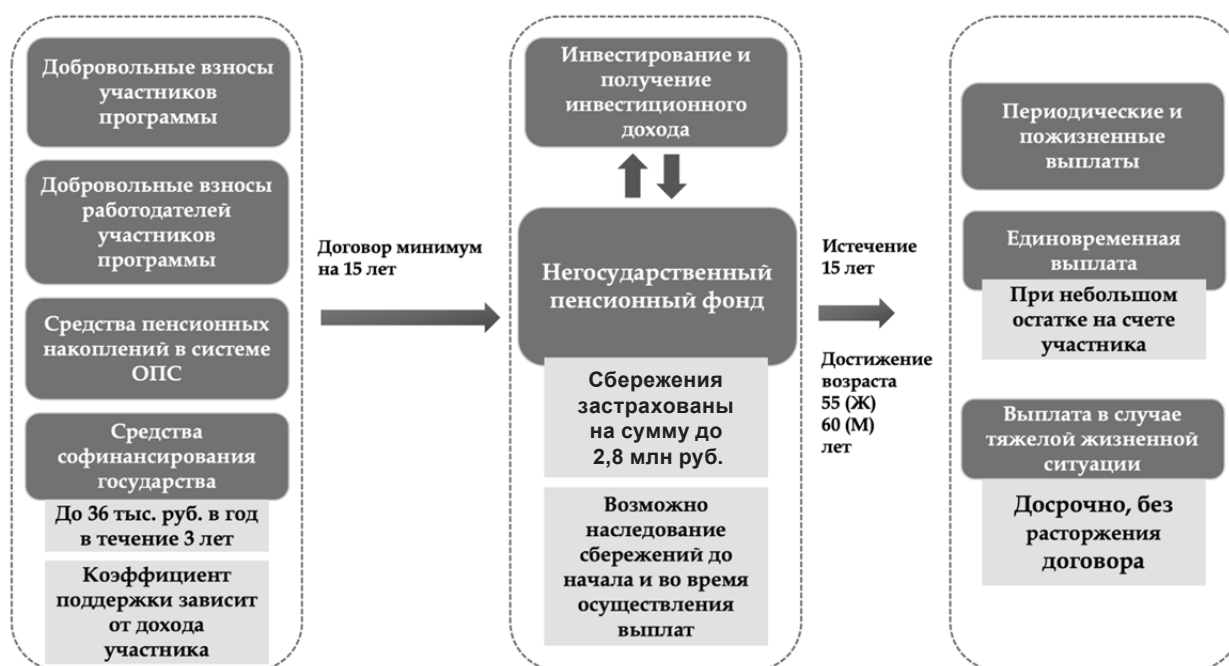 Добровольные взносы
участников
программы
Добровольные взносы
работодателей
участников
программы
Средства пенсионных
накоплений в системе
ОПС
Средства
софинансирования
государства
До 36 тыс. руб. в год
в течение 3 лет
Коэффициент
поддержки зависит
от дохода
участника
Договор минимум
на 15 лет
Инвестирование и
получение
инвестиционного
дохода
Негосударственный
пенсионный фонд
Сбережения
застрахованы
на сумму до
2,8 млн руб.
Возможно
наследование
сбережений до
начала и во время
осуществления
выплат
Истечение
15 лет
Достижение
возраста
55 (Ж)
60 (М)
лет
Периодические и
пожизненные
выплаты
Единовременная
выплата
При небольшом
остатке на счете
участника
Выплата в случае
тяжелой жизненной
ситуации
Досрочно, без
расторжения
договора